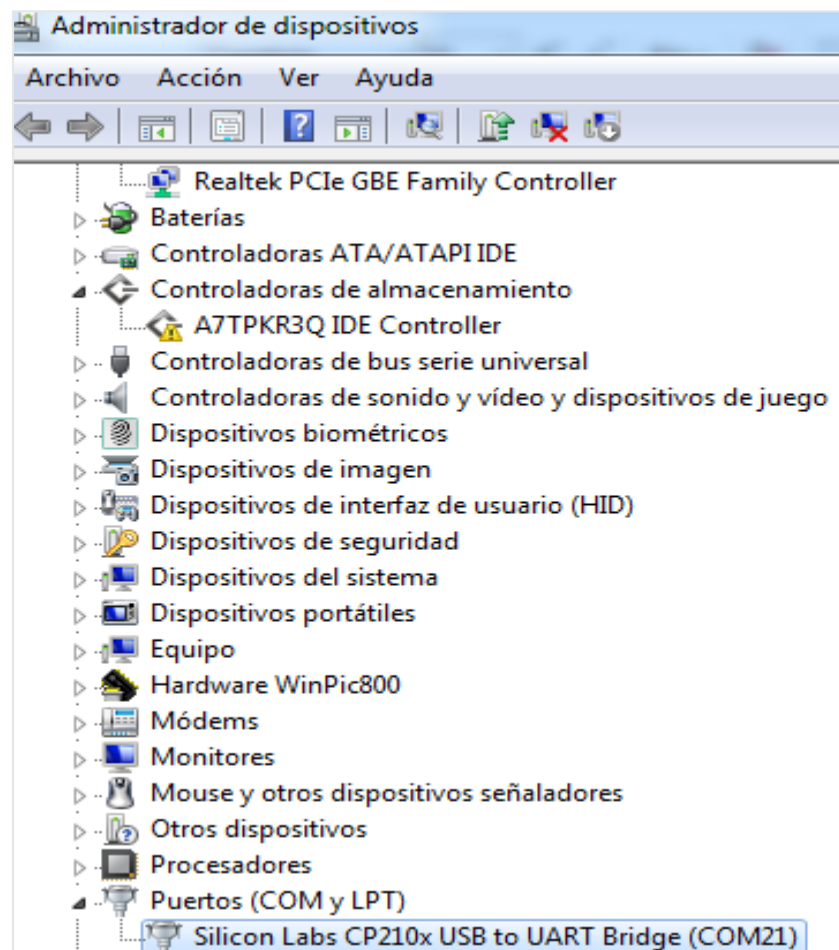 Administrador de dispositivos
Archivo Acción Ver Ayuda
Realtek PCIe GBE Family Controller
Baterías
Controladoras ATA/ATAPI IDE
Controladoras de almacenamiento
A7TPKR3Q IDE Controller
Controladoras de bus serie universal
Controladoras de sonido y vídeo y dispositivos de juego
Dispositivos biométricos
Dispositivos de imagen
Dispositivos de interfaz de usuario (HID)
Dispositivos de seguridad
Dispositivos del sistema
Dispositivos portátiles
Equipo
Hardware WinPic800
Módems
Monitores
Mouse y otros dispositivos señaladores
Otros dispositivos
Procesadores
Puertos (COM y LPT)
Silicon Labs CP210x USB to UART Bridge (COM21)